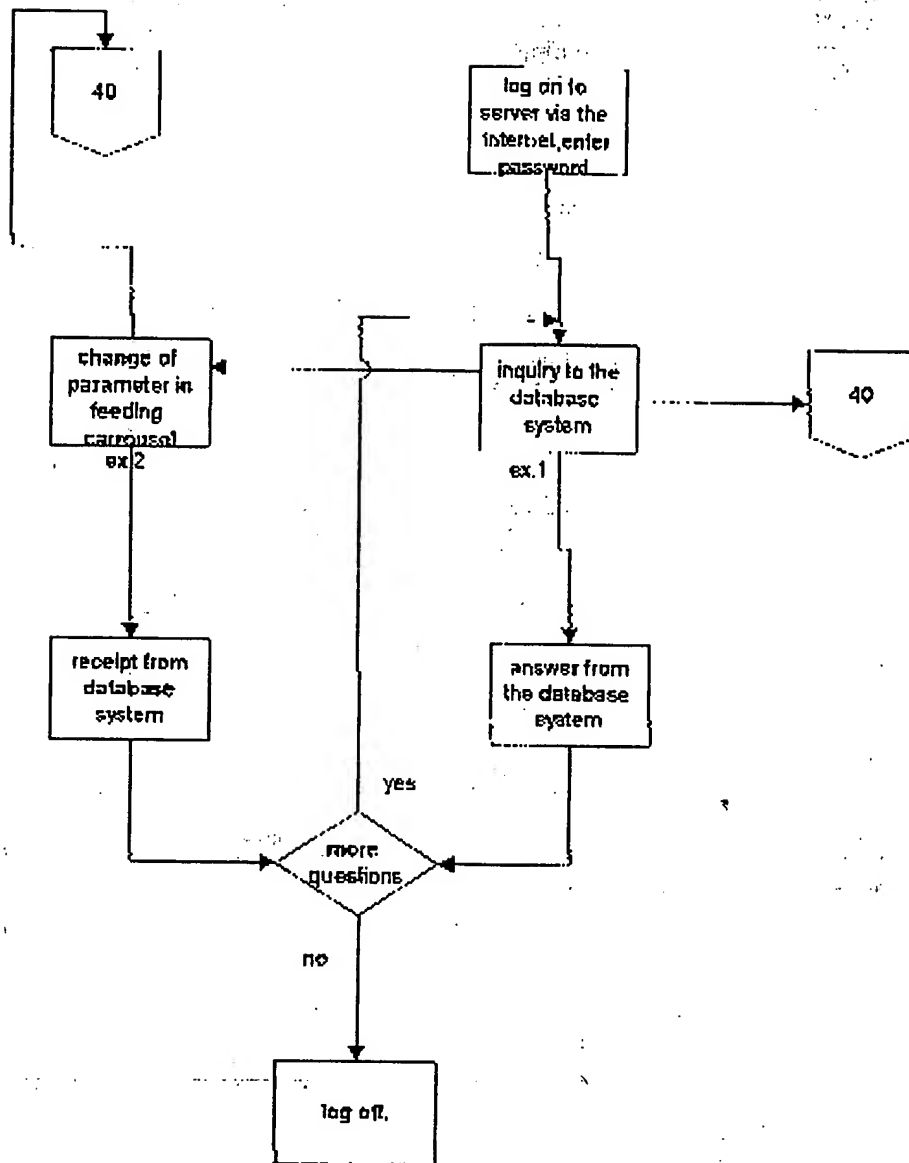 40
log on to
server via the
internet, enter
password
change of
parameter in
feeding
carrousel
ex.2
inquiry to the
database
system
ex.1
40
receipt from
database
system
answer from
the database
system
yes
more
questions
no
log off.